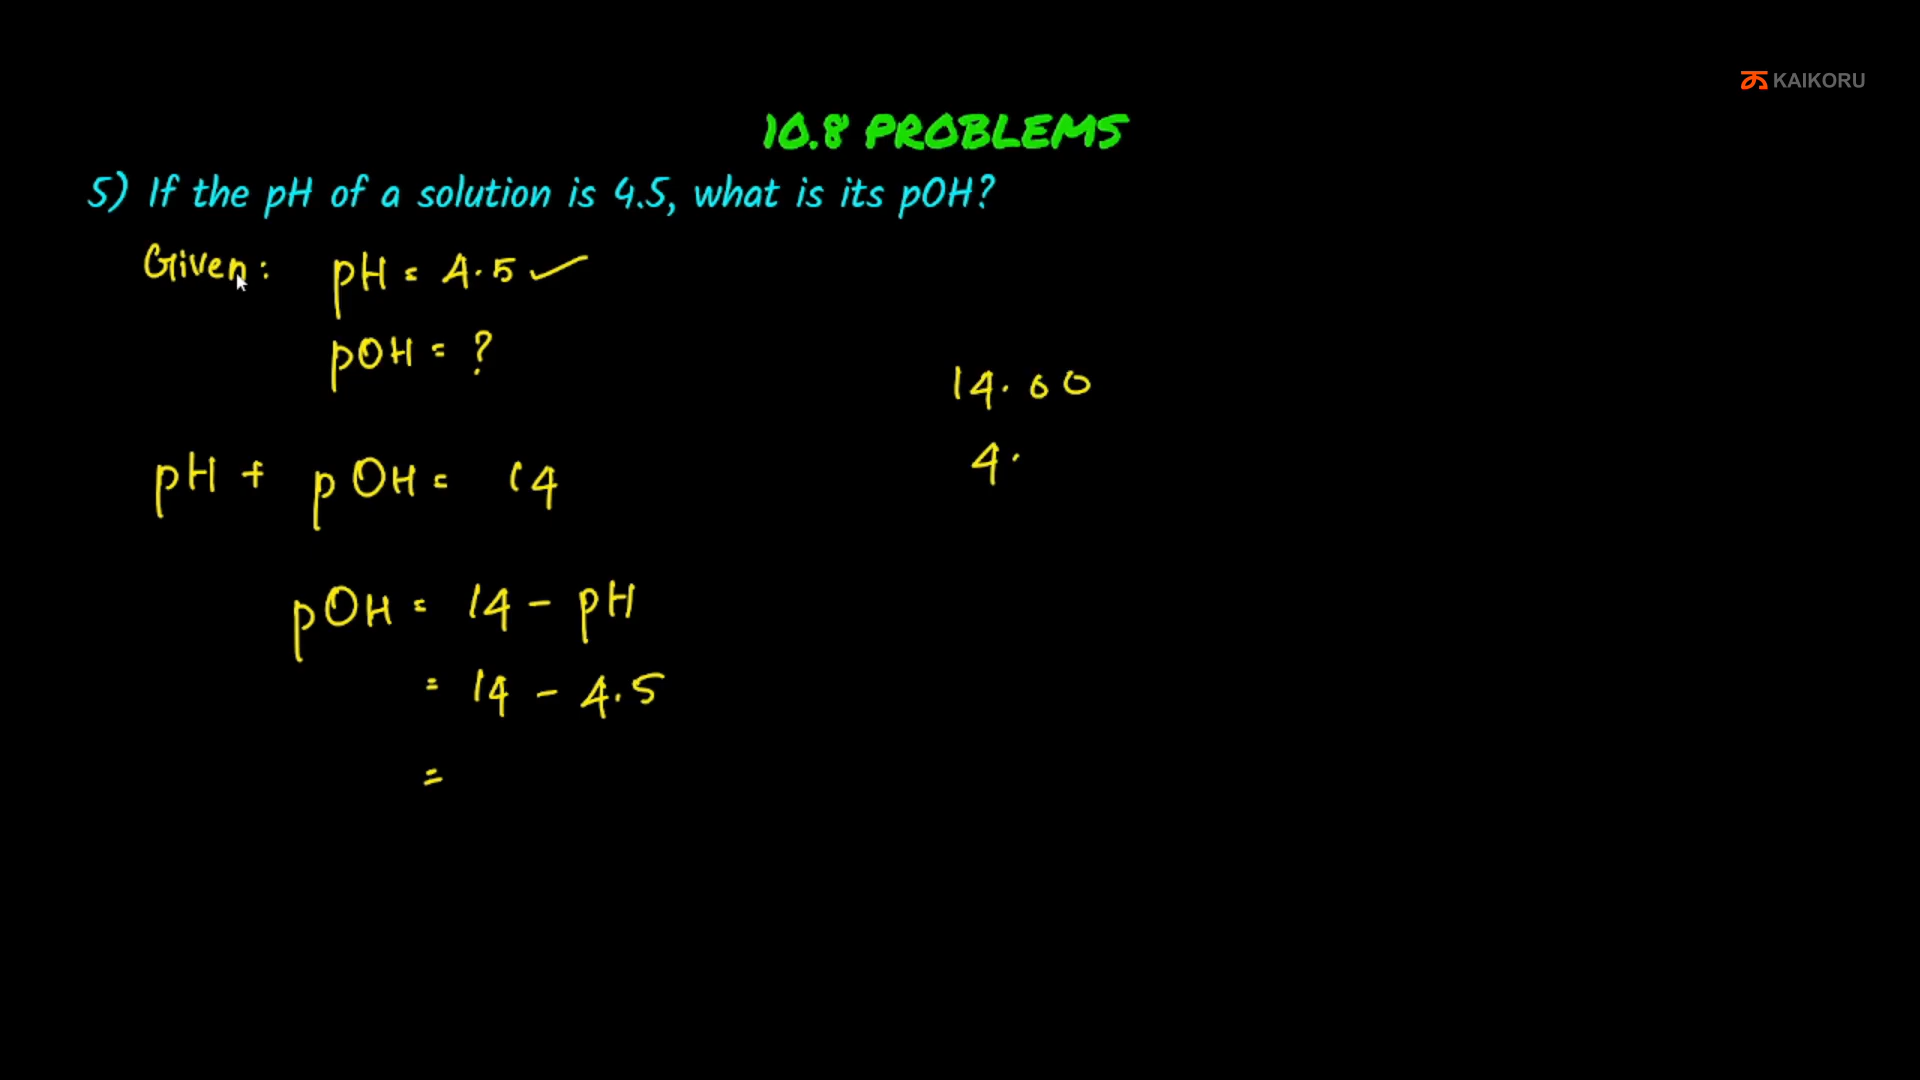 KAIKORU
10.8 PROBLEMS
5) If the pH of a solution is 4.5, what is its pOH?
Given: pH = 4.5 ✓
pOH = ?
14.00
4.
pH + pOH = 14
pOH = 14 - pH
= 14 - 4.5
=